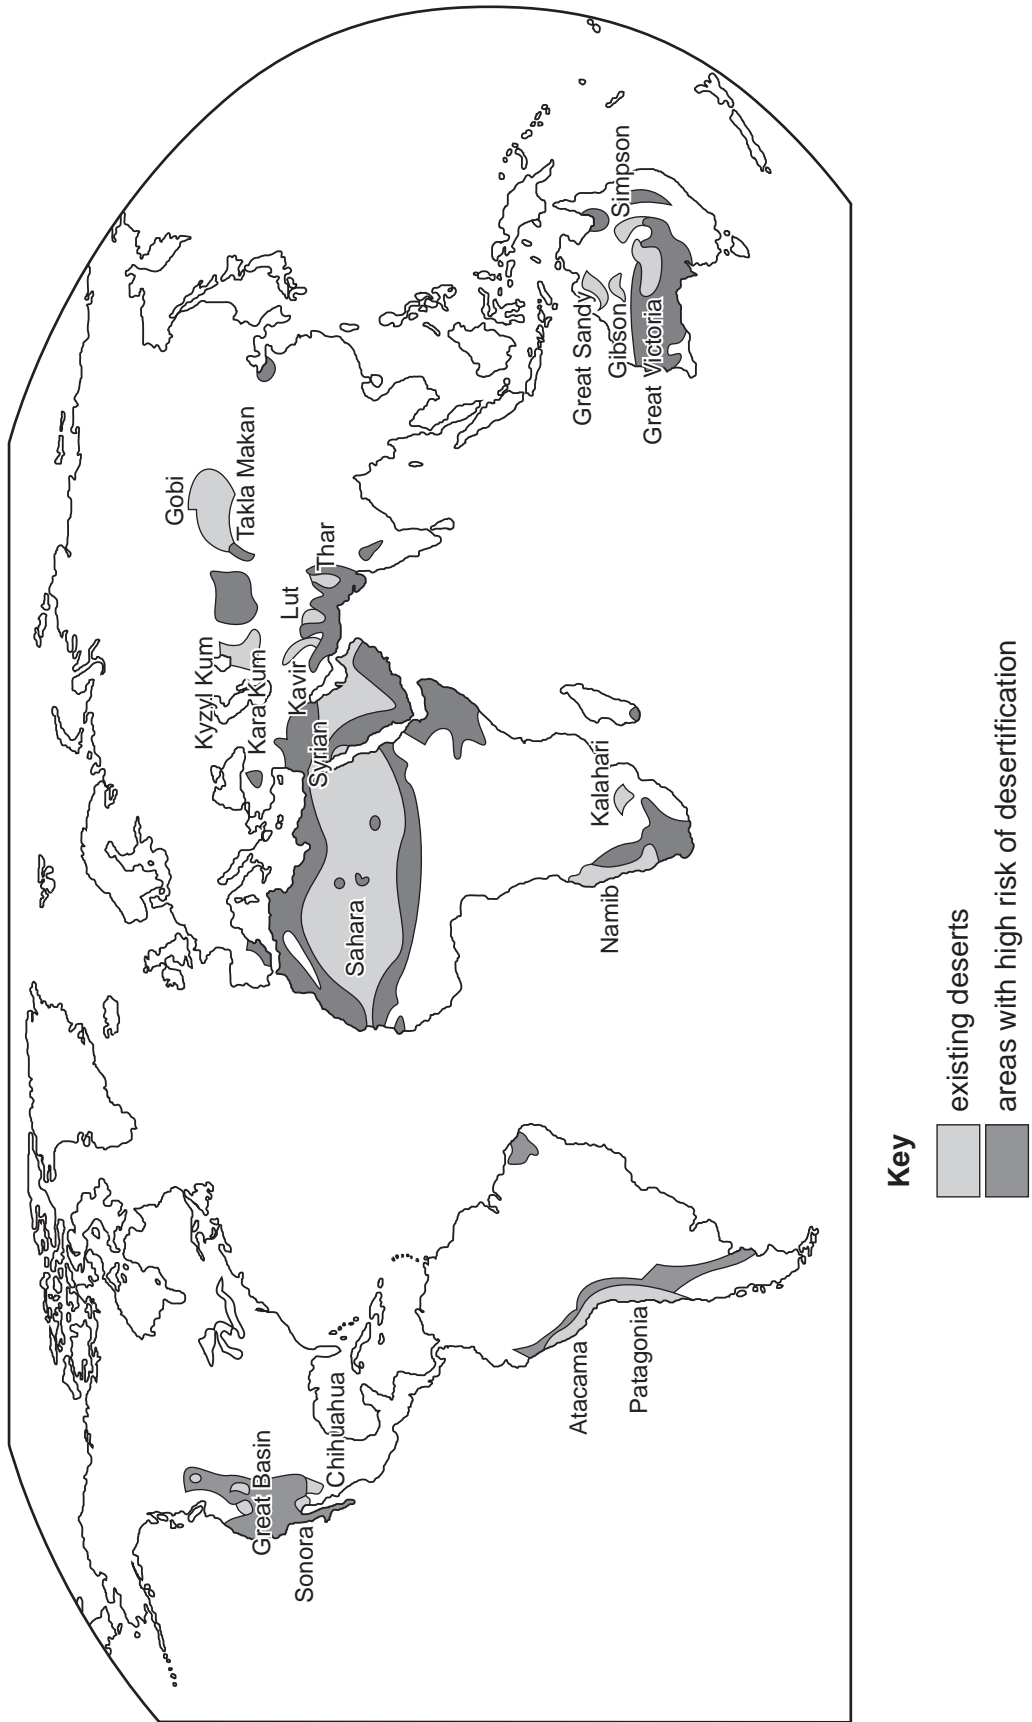 Gobi
Takla Makan
Kyzyl Kum
Kara Kum
Kavir
Lut
Thar
Syrian
Great Basin
Sonora
Chihuahua
Sahara
Great Sandy
Gibson
Great Victoria
Simpson
Kalahari
Namib
Atacama
Patagonia
Key
existing deserts
areas with high risk of desertification